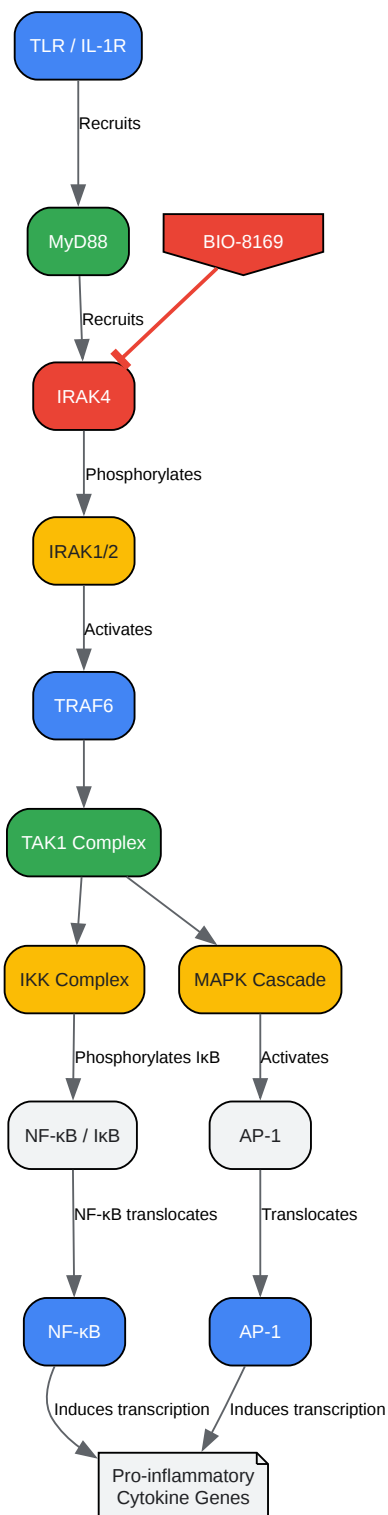 TLR / IL-1R
Recruits
MyD88
BIO-8169
Recruits
IRAK4
Phosphorylates
IRAK1/2
Activates
TRAF6
TAK1 Complex
IKK Complex
MAPK Cascade
Phosphorylates IκB
Activates
NF-κB / IκB
AP-1
NF-κB translocates
Translocates
NF-κB
AP-1
Induces transcription
Induces transcription
Pro-inflammatory
Cytokine Genes